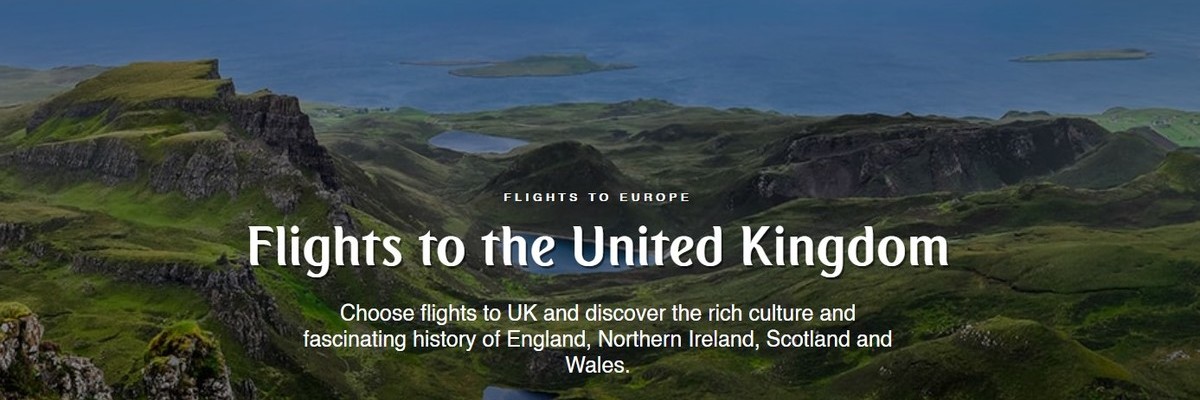 FLIGHTS TO EUROPE
Flights to the United Kingdom
Choose flights to UK and discover the rich culture and
fascinating history of England, Northern Ireland, Scotland and
Wales.